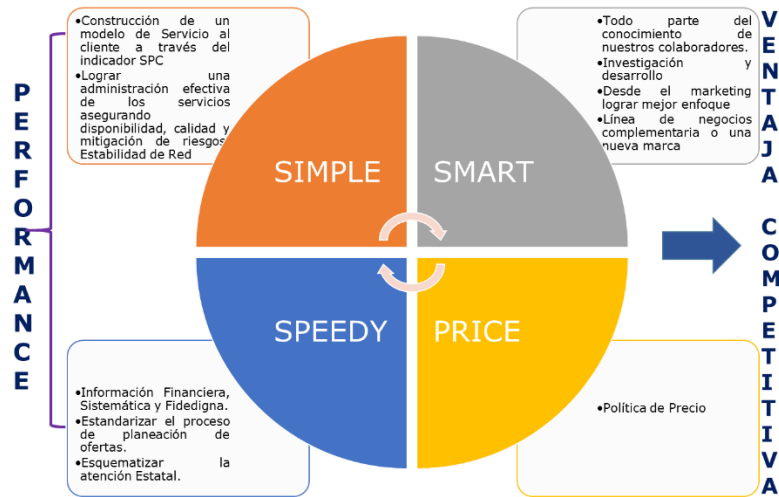 PERFORMANCE
•Construcción de un
modelo de Servicio al
cliente a través del
indicador SPC
•Lograr una
administración efectiva
de los servicios
asegurando
disponibilidad, calidad y
mitigación de riesgos
Estabilidad de Red
SIMPLE
SMART
•Todo parte del
conocimiento de
nuestros colaboradores.
•Investigación y
desarrollo
•Desde el marketing
lograr mejor enfoque
•Línea de negocios
complementaria o una
nueva marca
SPEEDY
PRICE
•Información Financiera,
Sistemática y Fidedigna.
•Estandarizar el proceso
de planeación de
ofertas.
•Esquematizar la
atención Estatal.
•Política de Precio
VENTAJA COMPETITIVA